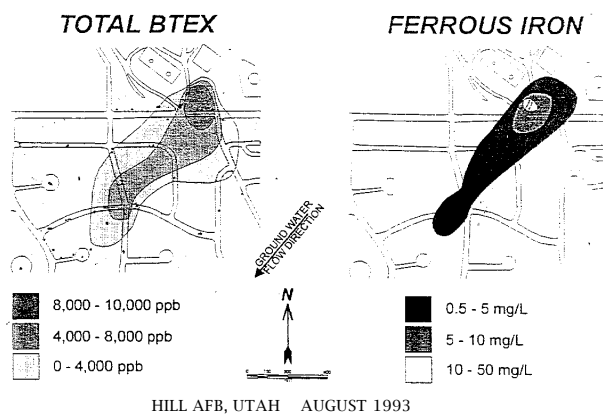 TOTAL BTEX
FERROUS IRON
GROUND WATER
FLOW DIRECTION
N
8,000 - 10,000 ppb
4,000 - 8,000 ppb
0 - 4,000 ppb
0.5 - 5 mg/L
5 - 10 mg/L
10 - 50 mg/L
HILL AFB, UTAH AUGUST 1993